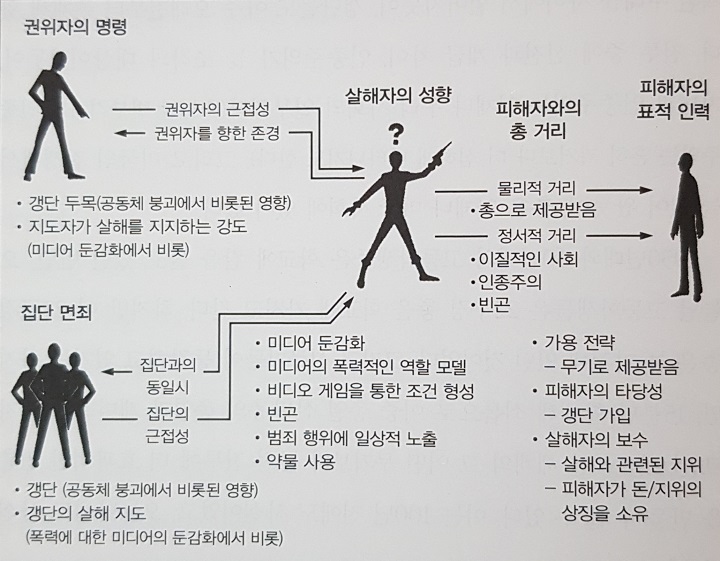 권위자의 명령
권위자의 근접성
권위자를 향한 존경
• 갱단 두목(공동체 붕괴에서 비롯된 영향)
• 지도자가 살해를 지지하는 강도
(미디어 둔감화에서 비롯)
살해자의 성향
?
피해자와의
총 거리
물리적 거리
• 총으로 제공받음
정서적 거리
• 이질적인 사회
• 인종주의
• 빈곤
피해자의
표적 인력
집단 면죄
집단과의
동일시
집단의
근접성
• 갱단 (공동체 붕괴에서 비롯된 영향)
• 갱단의 살해 지도
(폭력에 대한 미디어의 둔감화에서 비롯)
• 미디어 둔감화
• 미디어의 폭력적인 역할 모델
• 비디오 게임을 통한 조건 형성
• 빈곤
• 범죄 행위에 일상적 노출
• 약물 사용
• 가용 전략
– 무기로 제공받음
• 피해자의 타당성
– 갱단 가입
• 살해자의 보수
– 살해와 관련된 지위
– 피해자가 돈/지위의
상징을 소유